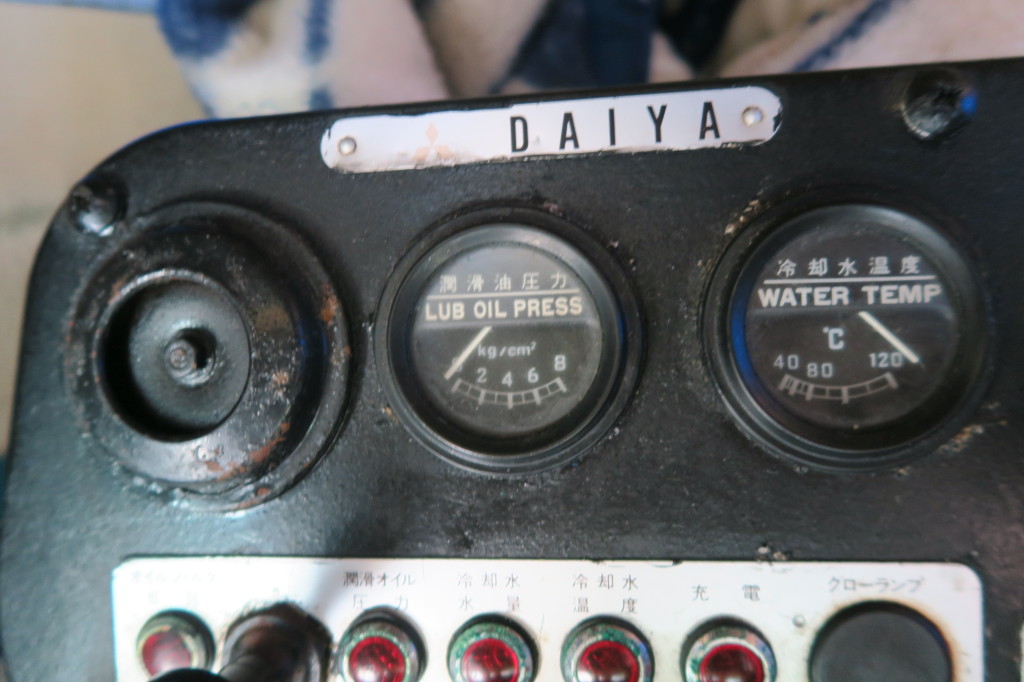 DAIYA
潤滑油圧力
LUB OIL PRESS
kg/cm²
2 4 6 8
冷却水温度
WATER TEMP
℃
40 80 120
潤滑オイル
圧力
冷却水
水量
冷却水
温度
充電
グローランプ